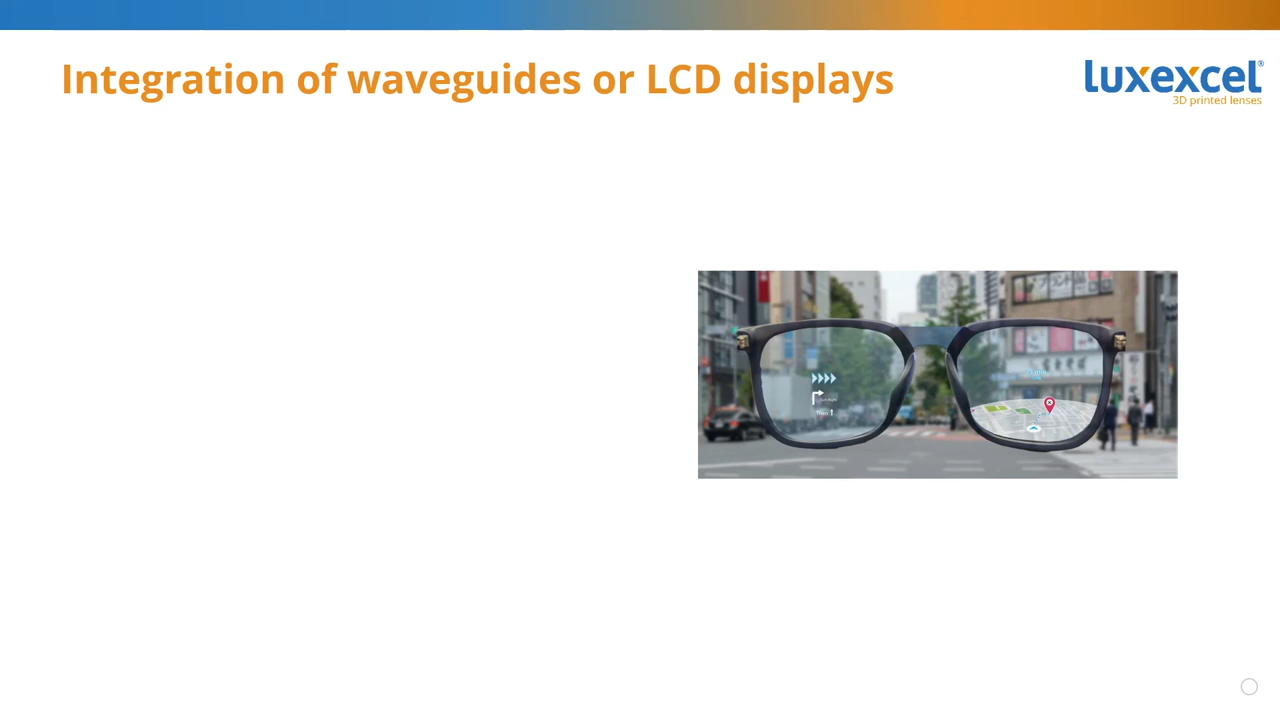 Integration of waveguides or LCD displays
luxexcel®
3D printed lenses